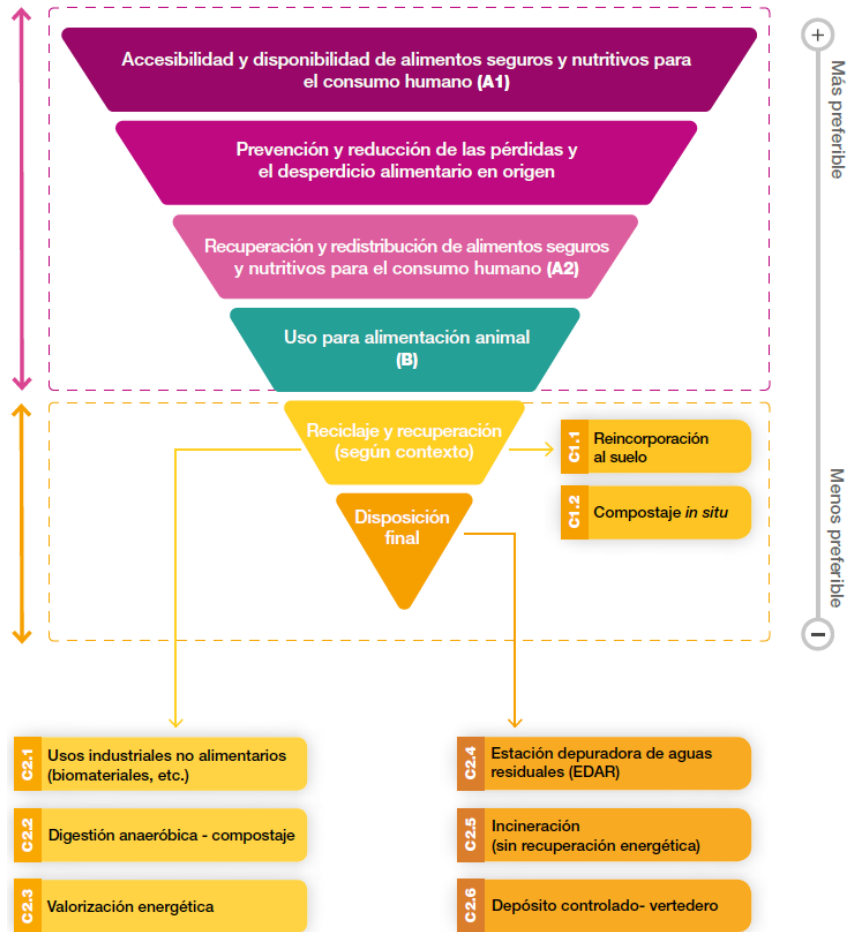 Accesibilidad y disponibilidad de alimentos seguros y nutritivos para
el consumo humano (A1)
Prevención y reducción de las pérdidas y
el desperdicio alimentario en origen
Recuperación y redistribución de alimentos seguros
y nutritivos para el consumo humano (A2)
Uso para alimentación animal
(B)
Reciclaje y recuperación
(según contexto)
C1.1
Reincorporación
al suelo
C1.2
Compostaje in situ
Disposición
final
+
Más preferible
Menos preferible
−
C2.1
Usos industriales no alimentarios
(biomateriales, etc.)
C2.2
Digestión anaeróbica - compostaje
C2.3
Valorización energética
C2.4
Estación depuradora de aguas
residuales (EDAR)
C2.5
Incineración
(sin recuperación energética)
C2.6
Depósito controlado- vertedero